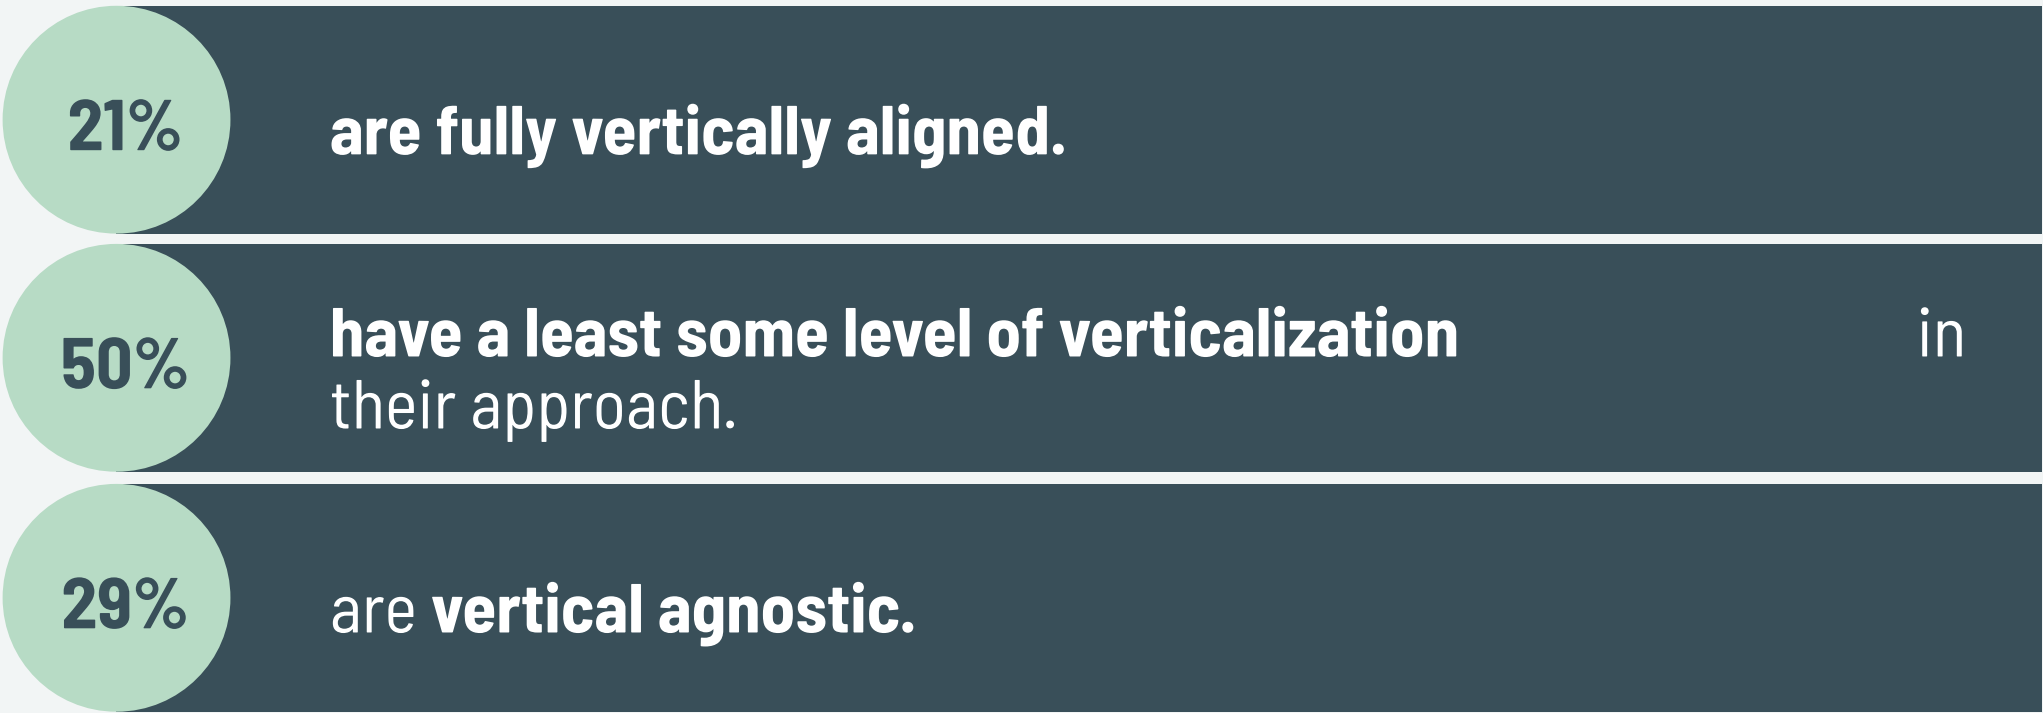 21%
are fully vertically aligned.
50%
have a least some level of verticalization in
their approach.
29%
are vertical agnostic.